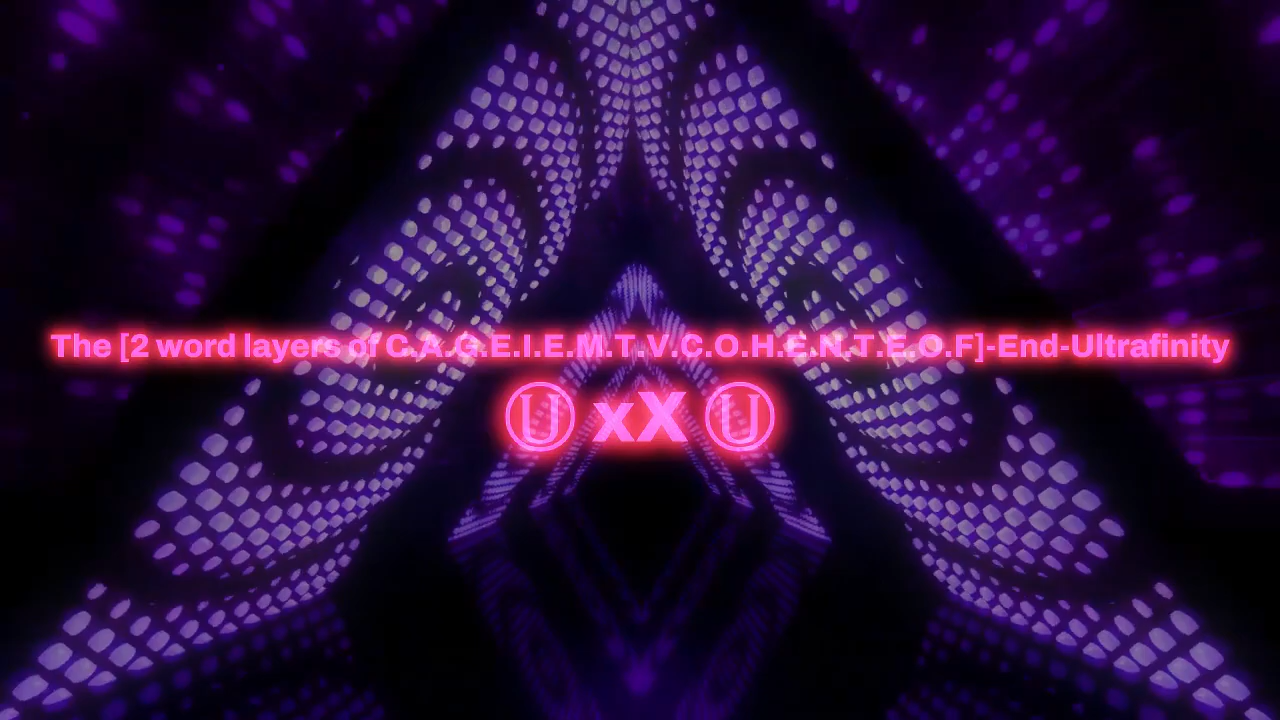 The [2 word layers of C.A.G.E.I.E.M.T.V.C.O.H.E.N.T.E.O.F]-End-Ultrafinity
Ⓤ xX Ⓤ